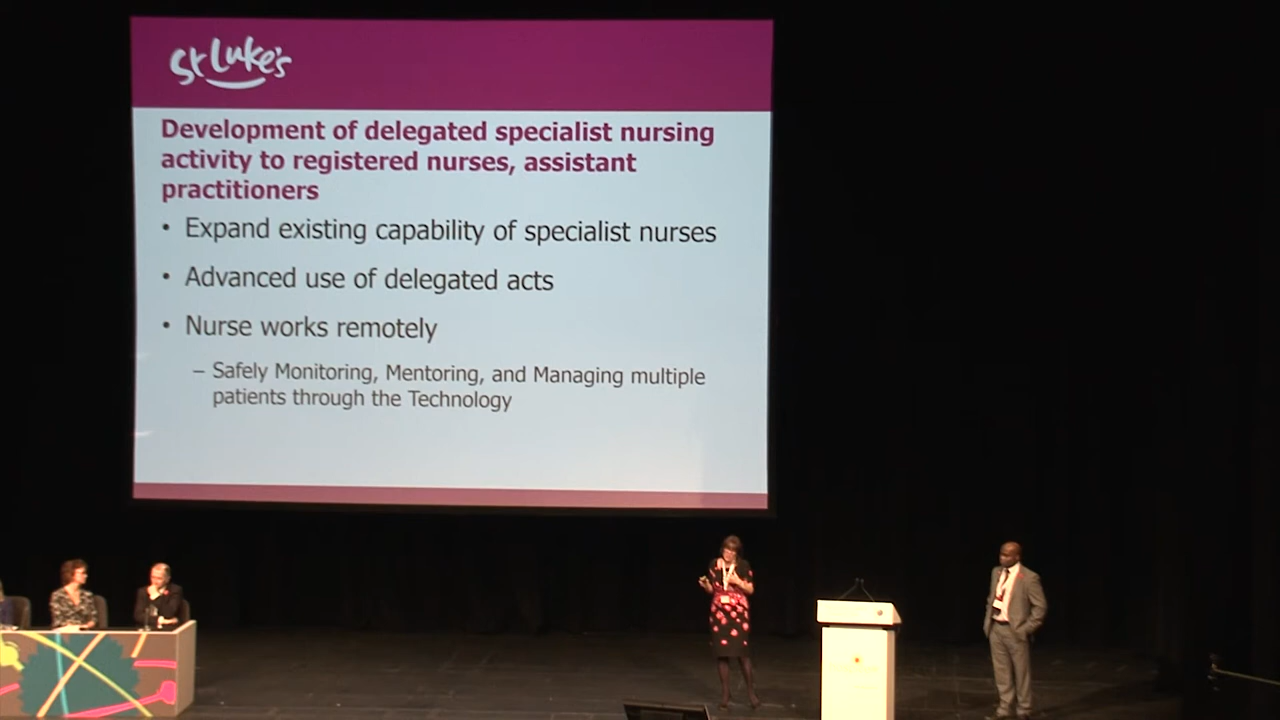 St Luke's
Development of delegated specialist nursing
activity to registered nurses, assistant
practitioners
• Expand existing capability of specialist nurses
• Advanced use of delegated acts
• Nurse works remotely
– Safely Monitoring, Mentoring, and Managing multiple
patients through the Technology